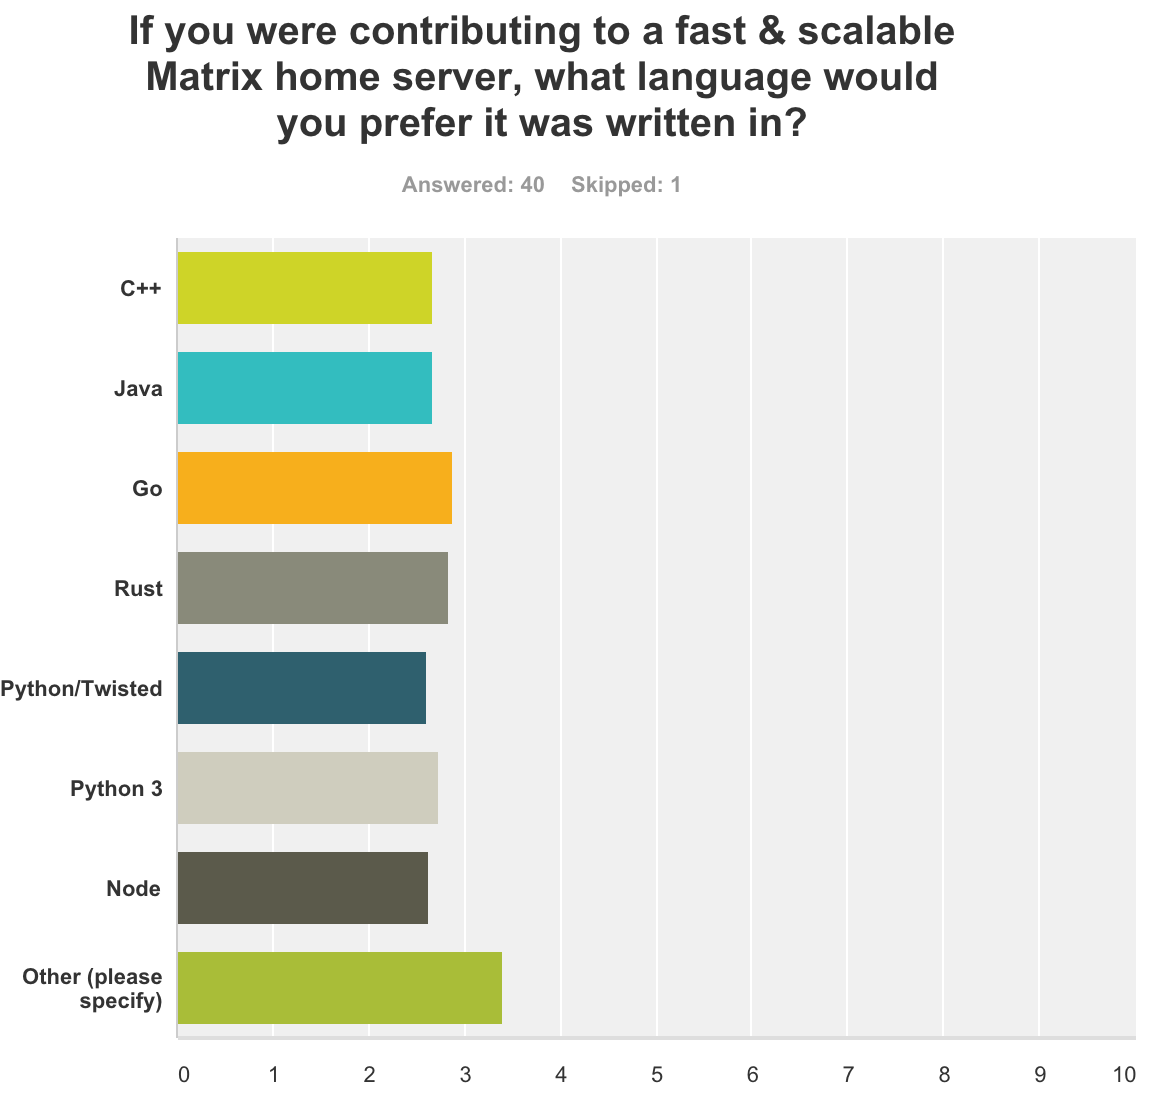 If you were contributing to a fast & scalable
Matrix home server, what language would
you prefer it was written in?
Answered: 40 Skipped: 1
C++
Java
Go
Rust
Python/Twisted
Python 3
Node
Other (please
specify)
0 1 2 3 4 5 6 7 8 9 10